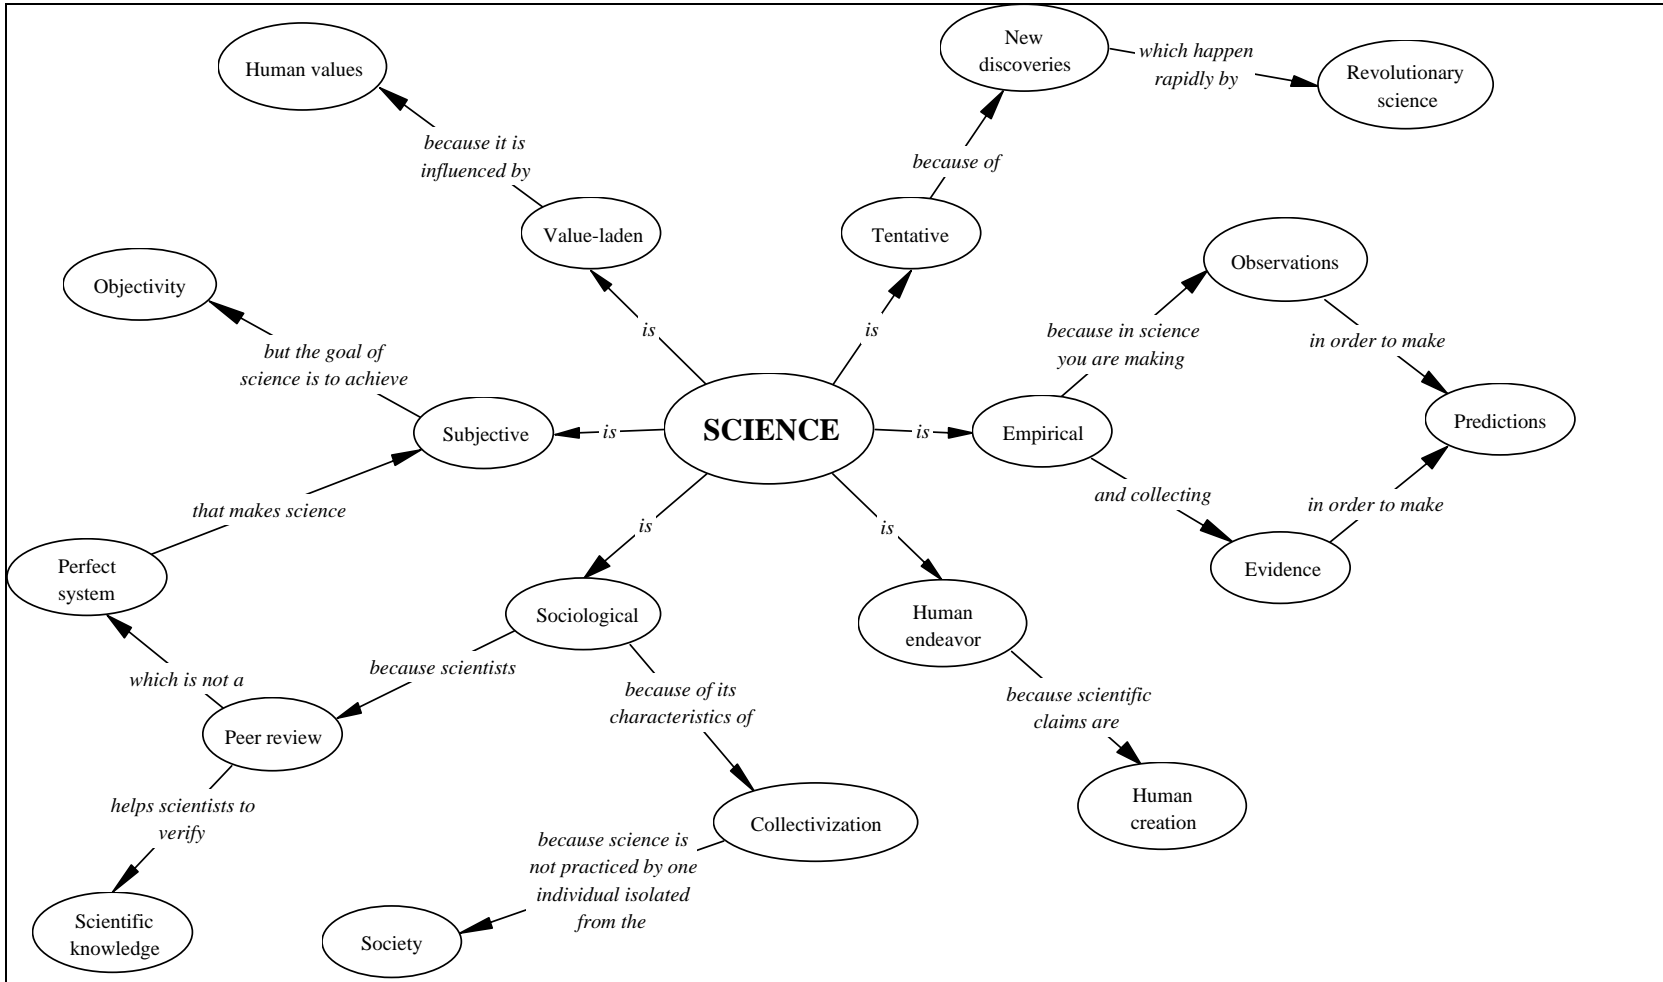 New
discoveries
which happen
rapidly by
Revolutionary
science
Human values
because it is
influenced by
because of
Value-laden
Tentative
Observations
Objectivity
is
is
because in science
you are making
in order to make
but the goal of
science is to achieve
Subjective
is
SCIENCE
is
Empirical
Predictions
that makes science
is
is
and collecting
in order to make
Evidence
Perfect
system
Sociological
Human
endeavor
which is not a
because scientists
because of its
characteristics of
because scientific
claims are
Peer review
helps scientists to
verify
Collectivization
Human
creation
because science is
not practiced by one
individual isolated
from the
Scientific
knowledge
Society